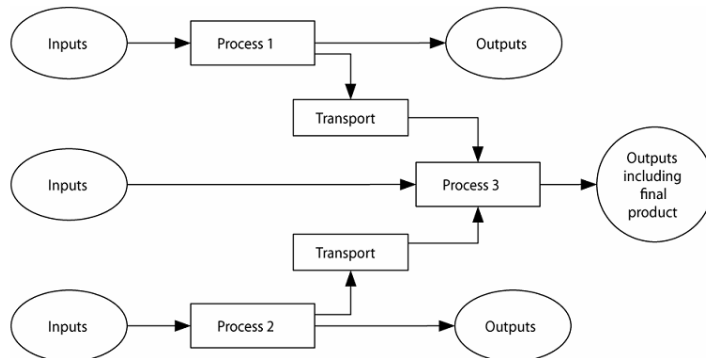 Inputs
Process 1
Outputs
Transport
Inputs
Process 3
Outputs
including
final
product
Transport
Inputs
Process 2
Outputs